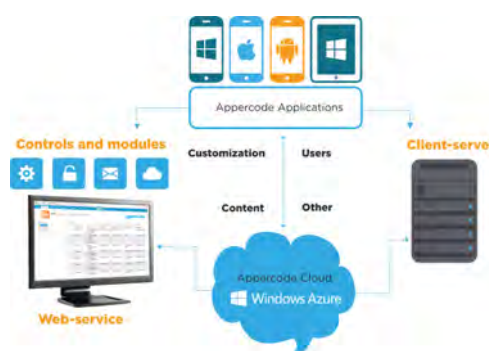 Appercode Applications
Controls and modules
Customization
Users
Client-serve
Content
Other
Appercode Cloud
Windows Azure
Web-service